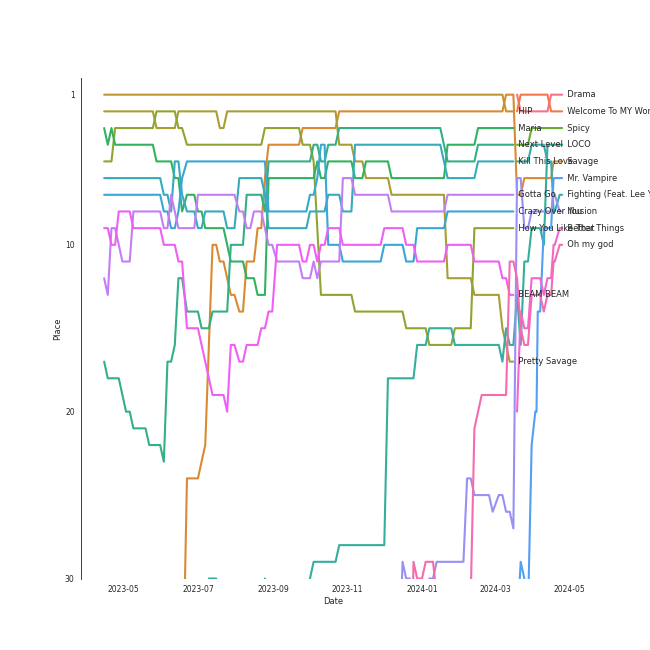 1
10
20
30
Place
2023-05
2023-07
2023-09
2023-11
2024-01
2024-03
2024-05
Date
Drama
HIP
Welcome To MY Wor
Maria
Spicy
Next Level
LOCO
Kill This Love
Savage
Mr. Vampire
Gotta Go
Fighting (Feat. Lee Y
Crazy Over You
Illusion
How You Like That
Better Things
Oh my god
BEAM BEAM
Pretty Savage